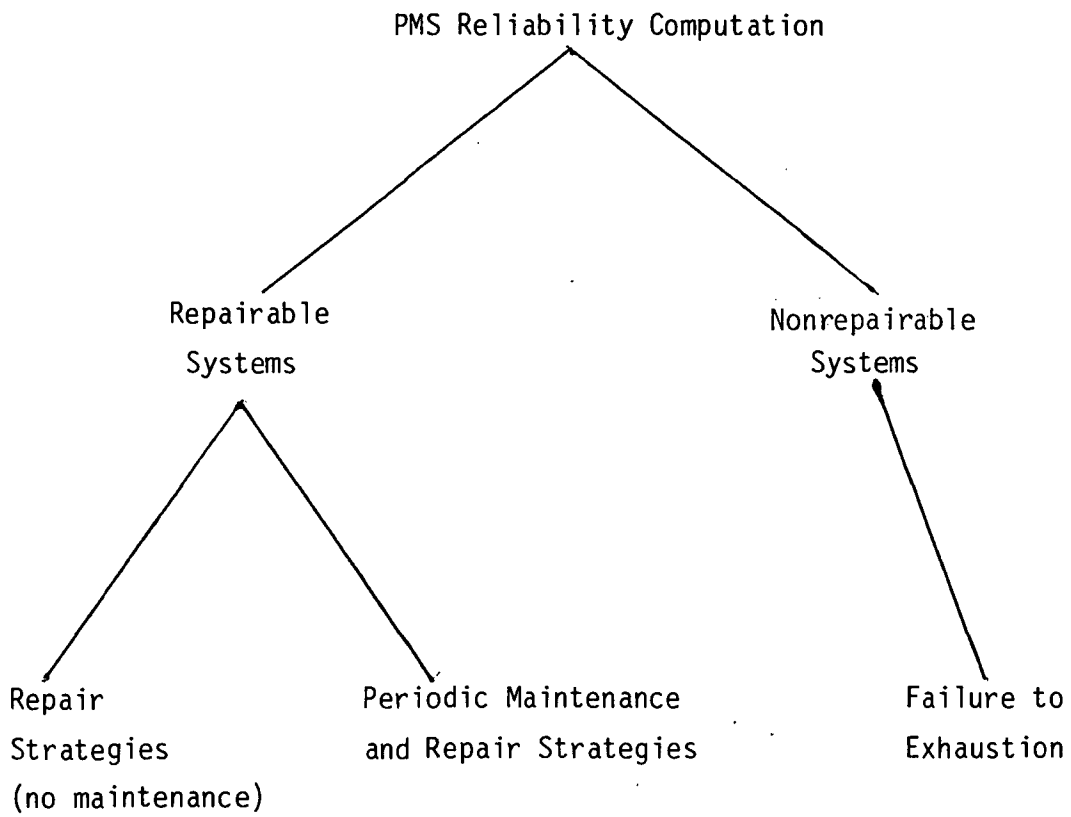 PMS Reliability Computation
Repairable
Systems
Nonrepairable
Systems
Repair
Strategies
(no maintenance)
Periodic Maintenance
and Repair Strategies
Failure to
Exhaustion